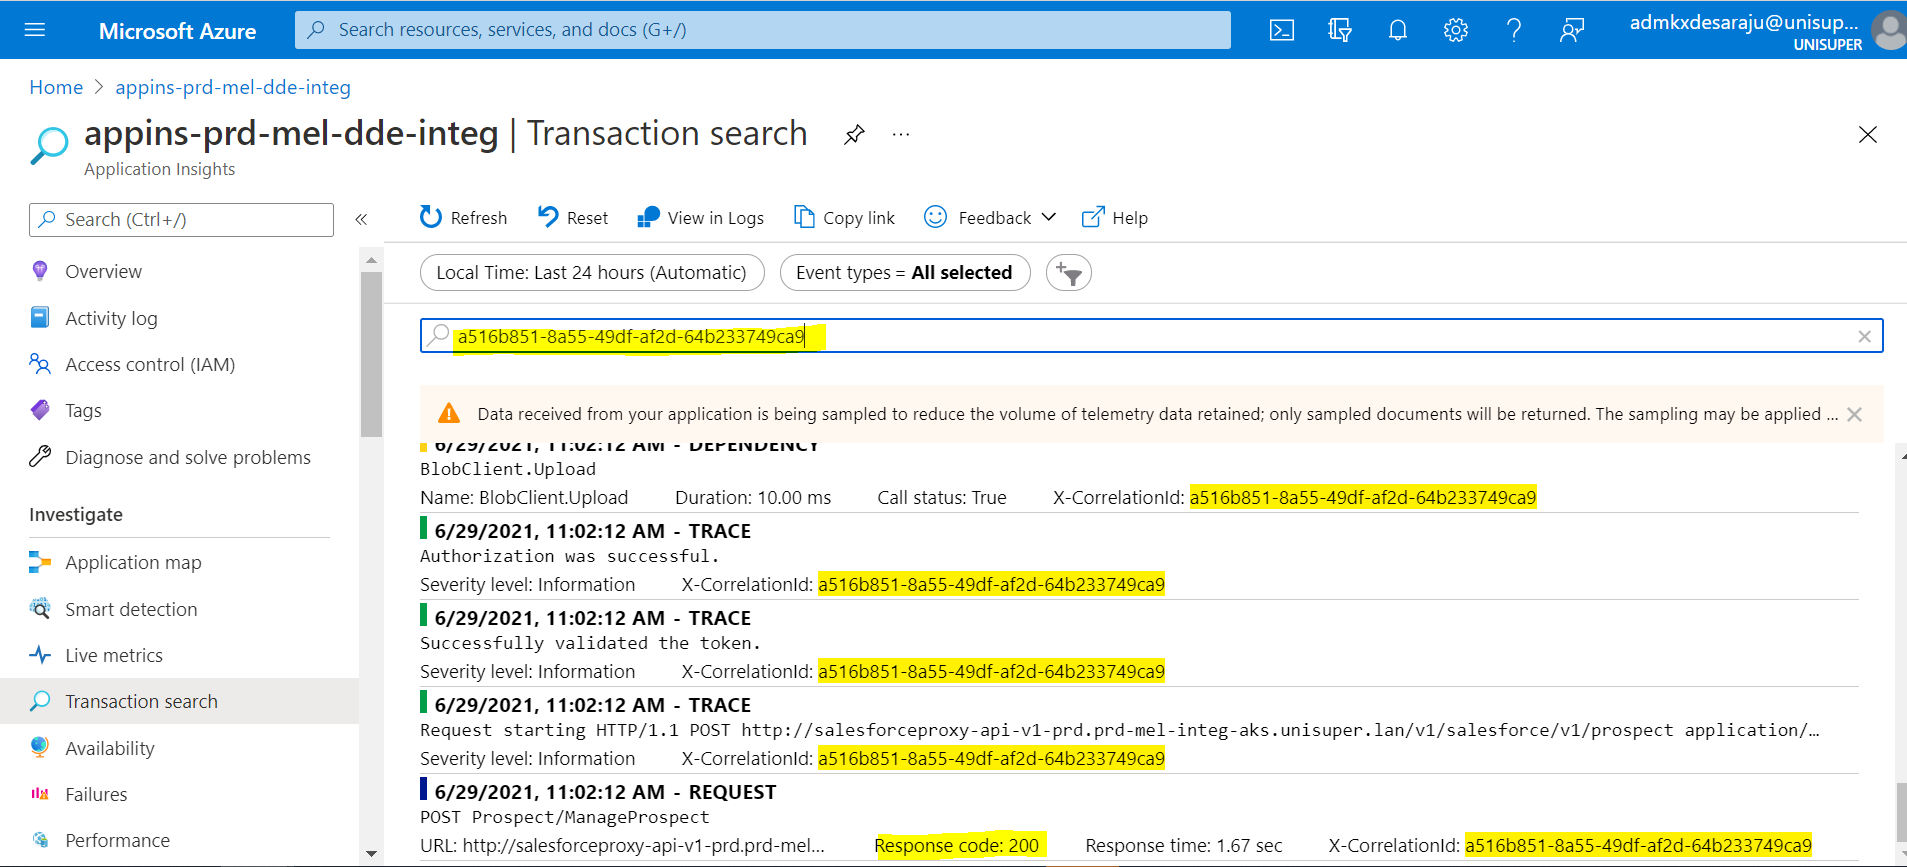 Microsoft Azure
Search resources, services, and docs (G+/)
admkxdesaraju@unisup...
UNISUPER
Home > appins-prd-mel-dde-integ
appins-prd-mel-dde-integ | Transaction search
...
Application Insights
Search (Ctrl+/)
«
Overview
Activity log
Access control (IAM)
Tags
Diagnose and solve problems
Investigate
Application map
Smart detection
Live metrics
Transaction search
Availability
Failures
Performance
Refresh Reset View in Logs Copy link Feedback Help
Local Time: Last 24 hours (Automatic) Event types = All selected
a516b851-8a55-49df-af2d-64b233749ca9
Data received from your application is being sampled to reduce the volume of telemetry data retained; only sampled documents will be returned. The sampling may be applied ...
6/29/2021, 11:02:12 AM - DEPENDENCY
BlobClient.Upload
Name: BlobClient.Upload Duration: 10.00 ms Call status: True X-CorrelationId: a516b851-8a55-49df-af2d-64b233749ca9
6/29/2021, 11:02:12 AM - TRACE
Authorization was successful.
Severity level: Information X-CorrelationId: a516b851-8a55-49df-af2d-64b233749ca9
6/29/2021, 11:02:12 AM - TRACE
Successfully validated the token.
Severity level: Information X-CorrelationId: a516b851-8a55-49df-af2d-64b233749ca9
6/29/2021, 11:02:12 AM - TRACE
Request starting HTTP/1.1 POST http://salesforceproxy-api-v1-prd.prd-mel-integ-aks.unisuper.lan/v1/salesforce/v1/prospect application/...
Severity level: Information X-CorrelationId: a516b851-8a55-49df-af2d-64b233749ca9
6/29/2021, 11:02:12 AM - REQUEST
POST Prospect/ManageProspect
URL: http://salesforceproxy-api-v1-prd.prd-mel... Response code: 200 Response time: 1.67 sec X-CorrelationId: a516b851-8a55-49df-af2d-64b233749ca9